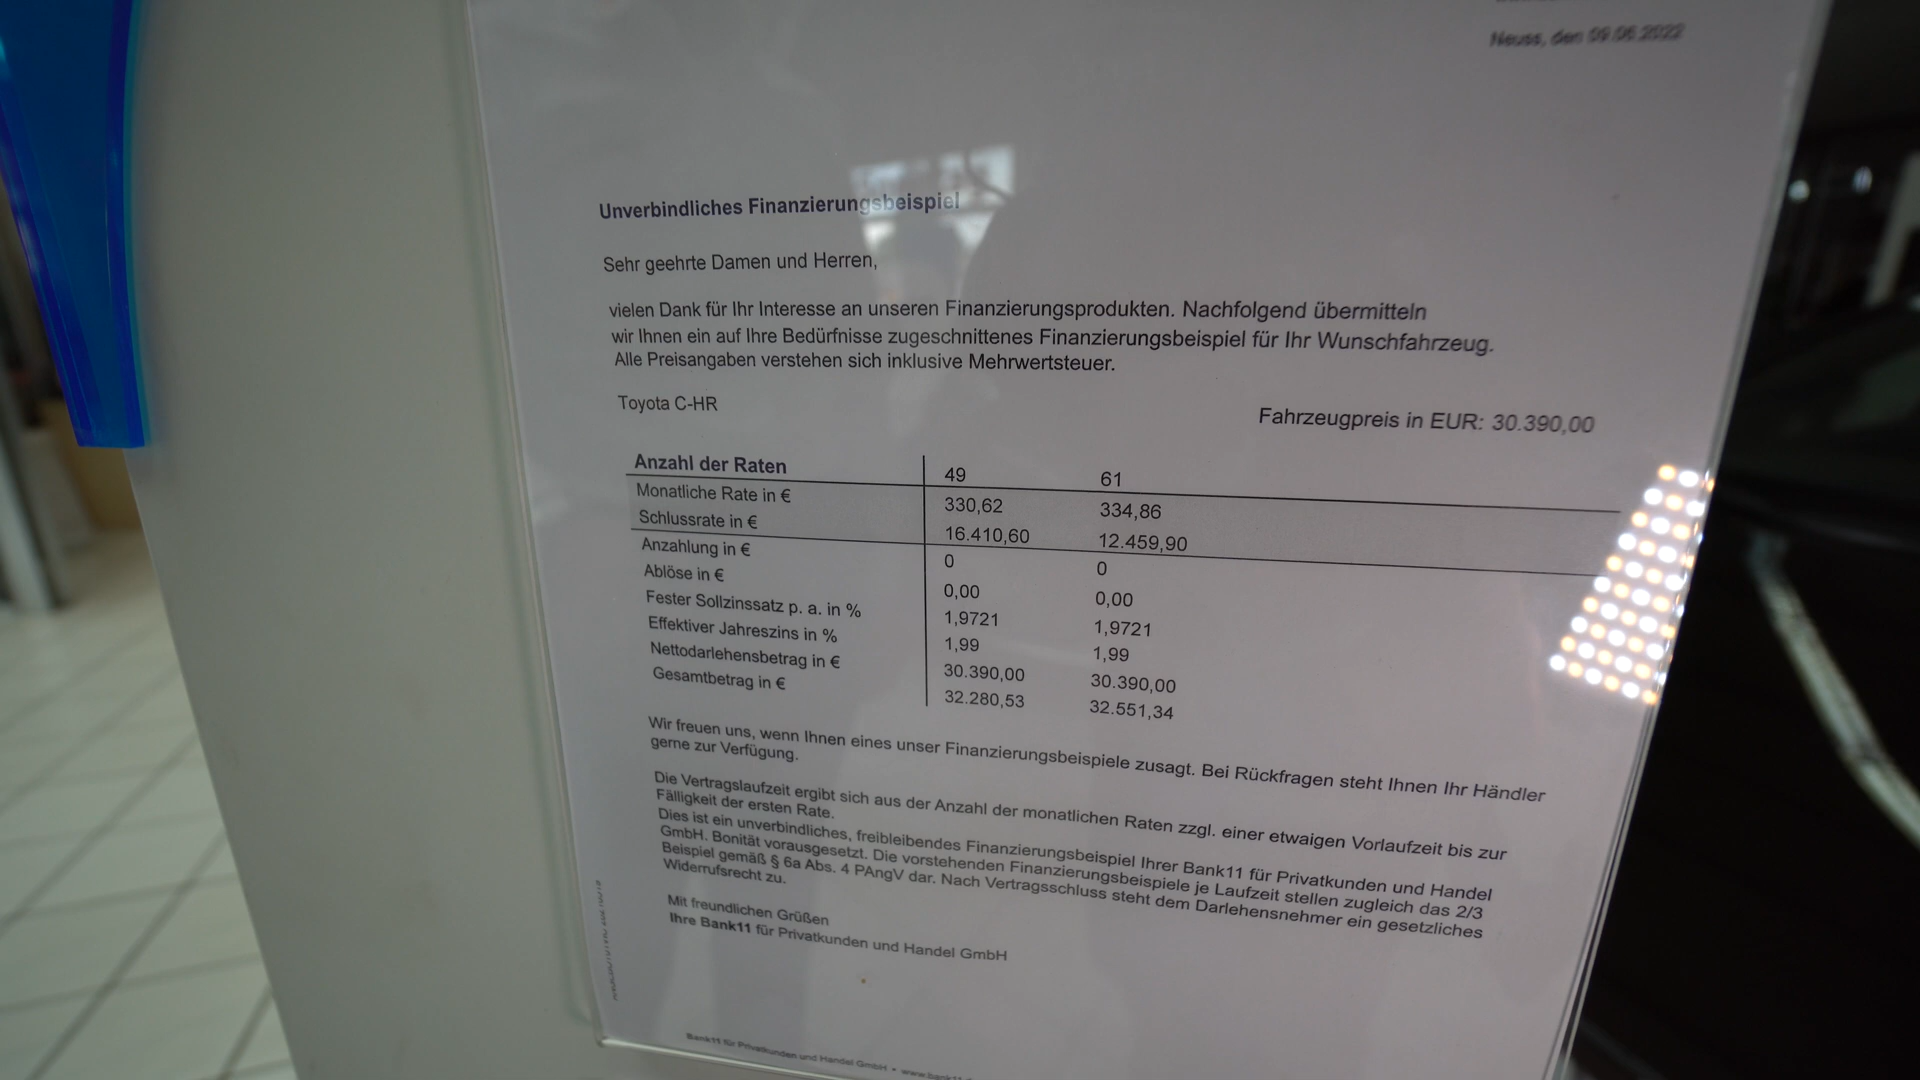 Neuss, den 09.06.2022
Unverbindliches Finanzierungsbeispiel
Sehr geehrte Damen und Herren,
vielen Dank für Ihr Interesse an unseren Finanzierungsprodukten. Nachfolgend übermitteln
wir Ihnen ein auf Ihre Bedürfnisse zugeschnittenes Finanzierungsbeispiel für Ihr Wunschfahrzeug.
Alle Preisangaben verstehen sich inklusive Mehrwertsteuer.
Toyota C-HR Fahrzeugpreis in EUR: 30.390,00
Anzahl der Raten 49 61
Monatliche Rate in € 330,62 334,86
Schlussrate in € 16.410,60 12.459,90
Anzahlung in € 0 0
Ablöse in € 0,00 0,00
Fester Sollzinssatz p. a. in % 1,9721 1,9721
Effektiver Jahreszins in % 1,99 1,99
Nettodarlehensbetrag in € 30.390,00 30.390,00
Gesamtbetrag in € 32.280,53 32.551,34
Wir freuen uns, wenn Ihnen eines unser Finanzierungsbeispiele zusagt. Bei Rückfragen steht Ihnen Ihr Händler
gerne zur Verfügung.
Die Vertragslaufzeit ergibt sich aus der Anzahl der monatlichen Raten zzgl. einer etwaigen Vorlaufzeit bis zur
Fälligkeit der ersten Rate.
Dies ist ein unverbindliches, freibleibendes Finanzierungsbeispiel Ihrer Bank11 für Privatkunden und Handel
GmbH. Bonität vorausgesetzt. Die vorstehenden Finanzierungsbeispiele je Laufzeit stellen zugleich das 2/3
Beispiel gemäß § 6a Abs. 4 PAngV dar. Nach Vertragsschluss steht dem Darlehensnehmer ein gesetzliches
Widerrufsrecht zu.
Mit freundlichen Grüßen
Ihre Bank11 für Privatkunden und Handel GmbH
Bank11 für Privatkunden und Handel GmbH • www.bank11